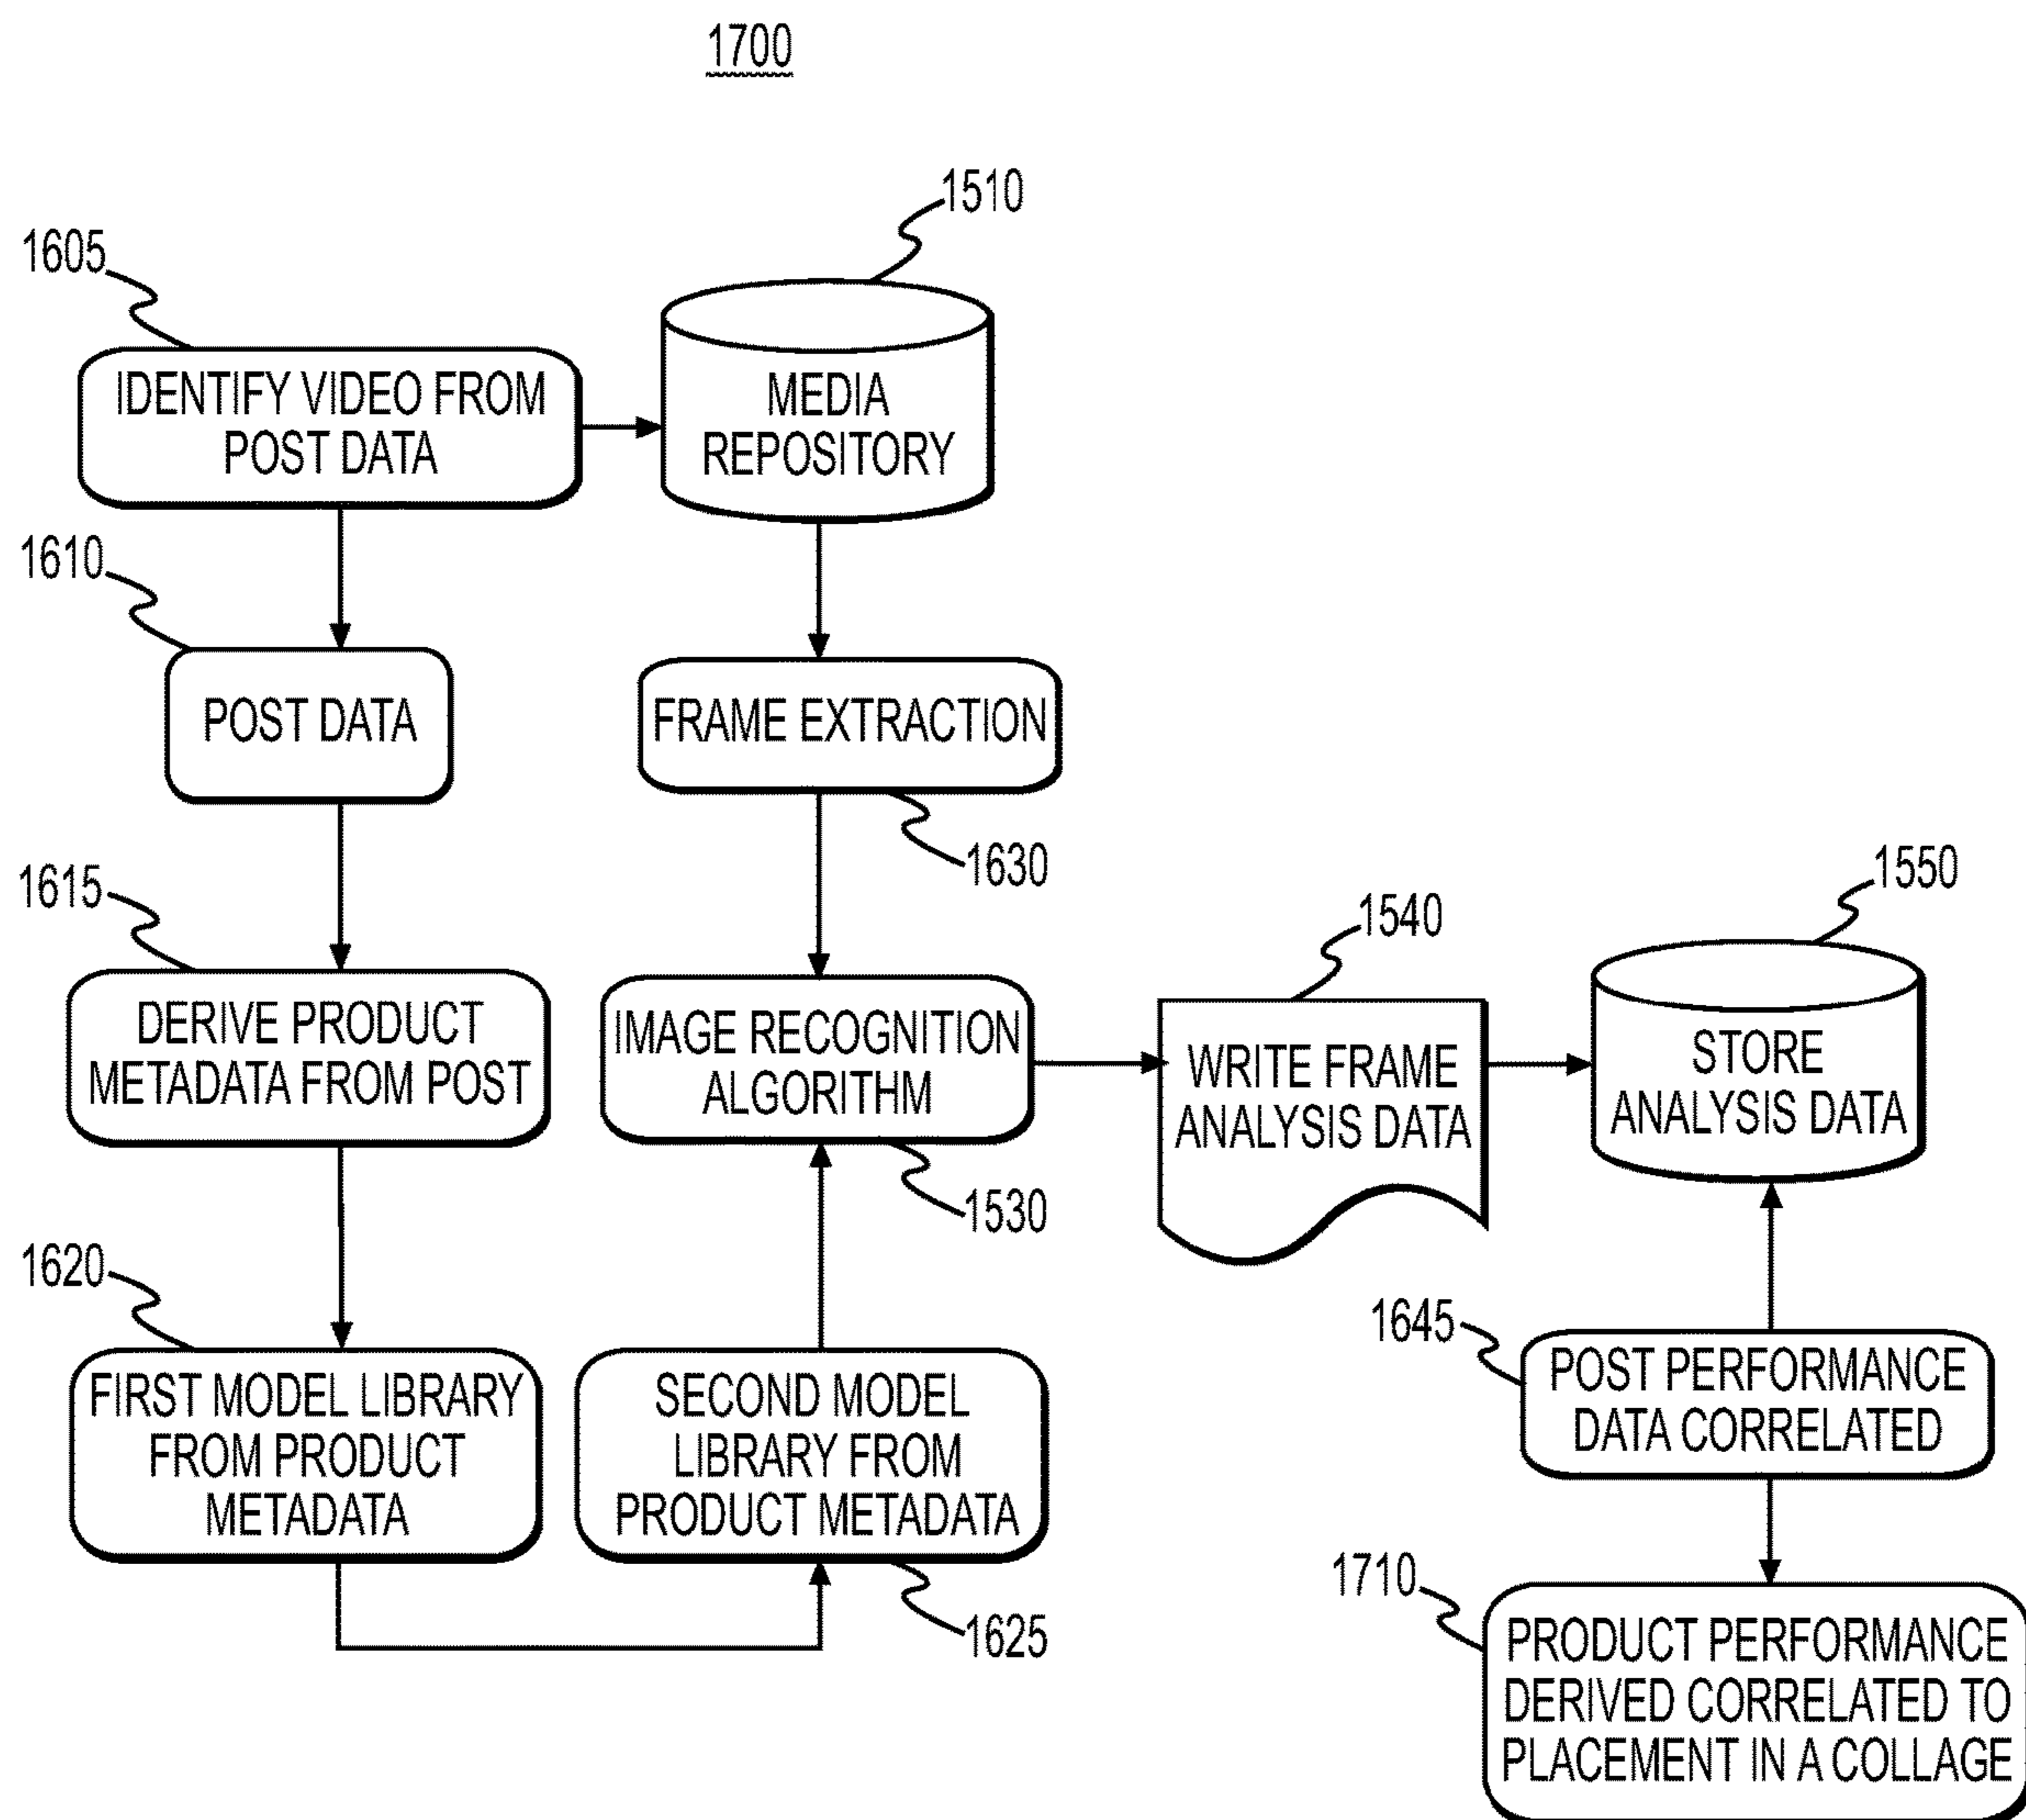 1700
1510
1605
IDENTIFY VIDEO FROM
POST DATA
MEDIA
REPOSITORY
1610
POST DATA
FRAME EXTRACTION
1630
1615
DERIVE PRODUCT
METADATA FROM POST
IMAGE RECOGNITION
ALGORITHM
1530
1540
WRITE FRAME
ANALYSIS DATA
1550
STORE
ANALYSIS DATA
1620
FIRST MODEL LIBRARY
FROM PRODUCT
METADATA
SECOND MODEL
LIBRARY FROM
PRODUCT METADATA
1625
1645
POST PERFORMANCE
DATA CORRELATED
1710
PRODUCT PERFORMANCE
DERIVED CORRELATED TO
PLACEMENT IN A COLLAGE